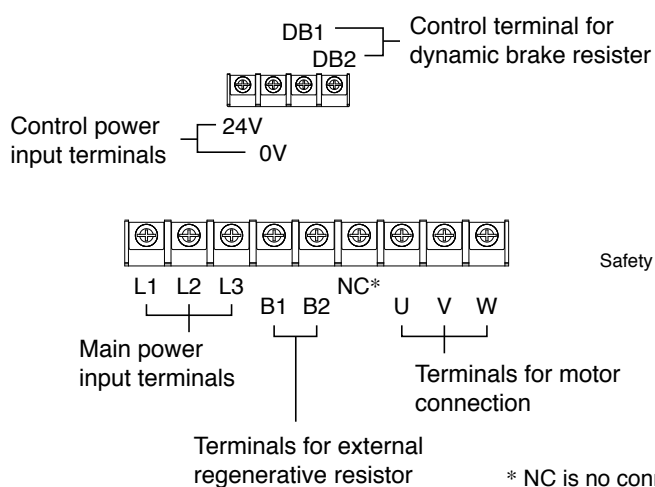 DB1
DB2
Control terminal for
dynamic brake resister
Control power
input terminals
24V
0V
L1 L2 L3 NC*
B1 B2 U V W
Safety
Main power
input terminals
Terminals for motor
connection
Terminals for external
regenerative resistor
* NC is no